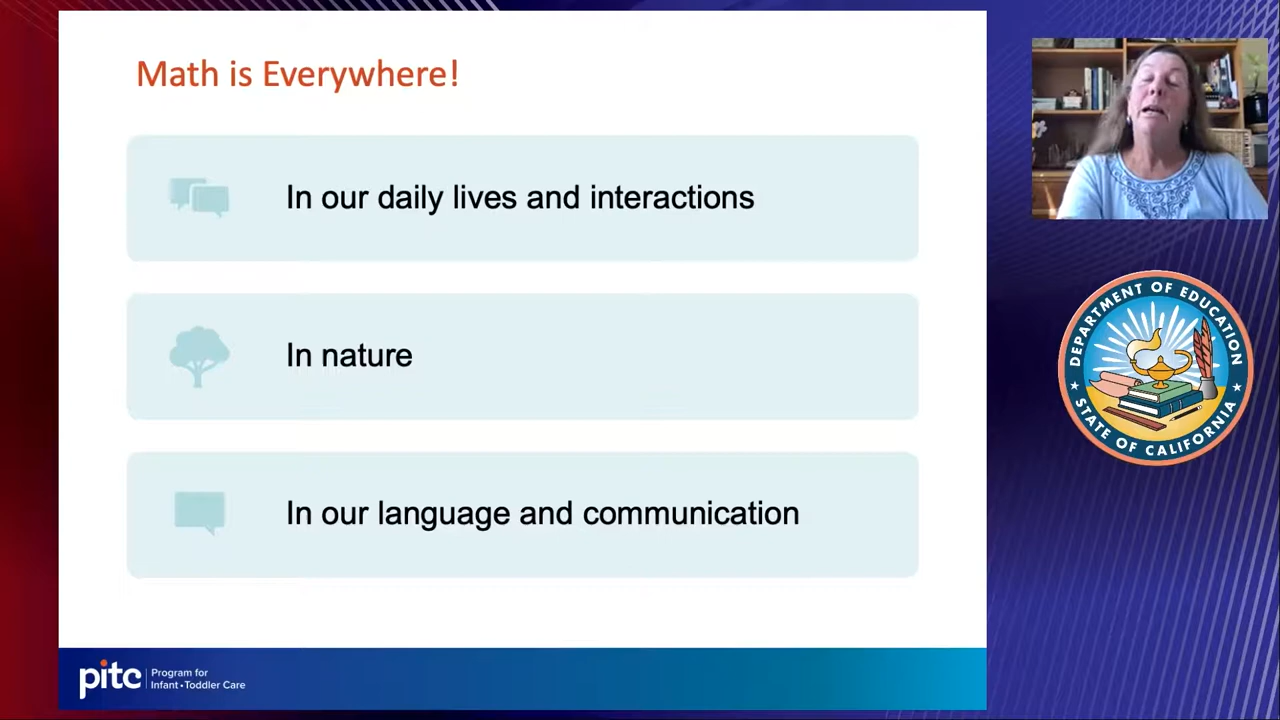 Math is Everywhere!
In our daily lives and interactions
In nature
In our language and communication
pitc
Program for
Infant•Toddler Care
DEPARTMENT OF EDUCATION
★ STATE OF CALIFORNIA ★